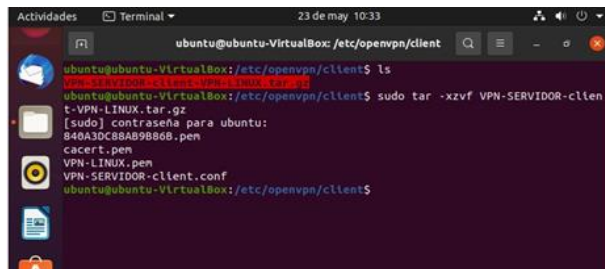 Actividades Terminal 23 de may 10:33
ubuntu@ubuntu-VirtualBox: /etc/openvpn/client
ubuntu@ubuntu-VirtualBox:/etc/openvpn/client$ ls
VPN-SERVIDOR-client-VPN-LINUX.tar.gz
ubuntu@ubuntu-VirtualBox:/etc/openvpn/client$ sudo tar -xzvf VPN-SERVIDOR-clien
t-VPN-LINUX.tar.gz
[sudo] contraseña para ubuntu:
840A3DC88AB9B86B.pem
cacert.pem
VPN-LINUX.pem
VPN-SERVIDOR-client.conf
ubuntu@ubuntu-VirtualBox:/etc/openvpn/client$